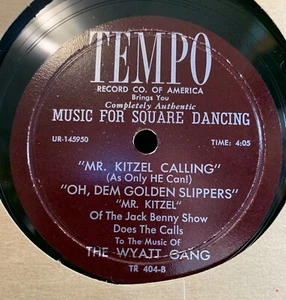 TEMPO
RECORD CO. OF AMERICA
Brings You
Completely Authentic
MUSIC FOR SQUARE DANCING
UR-145950 TIME: 4:05
"MR. KITZEL CALLING"
(As Only HE Can!)
"OH, DEM GOLDEN SLIPPERS"
"MR. KITZEL"
Of The Jack Benny Show
Does The Calls
To The Music Of
THE WYATT GANG
TR 404-B